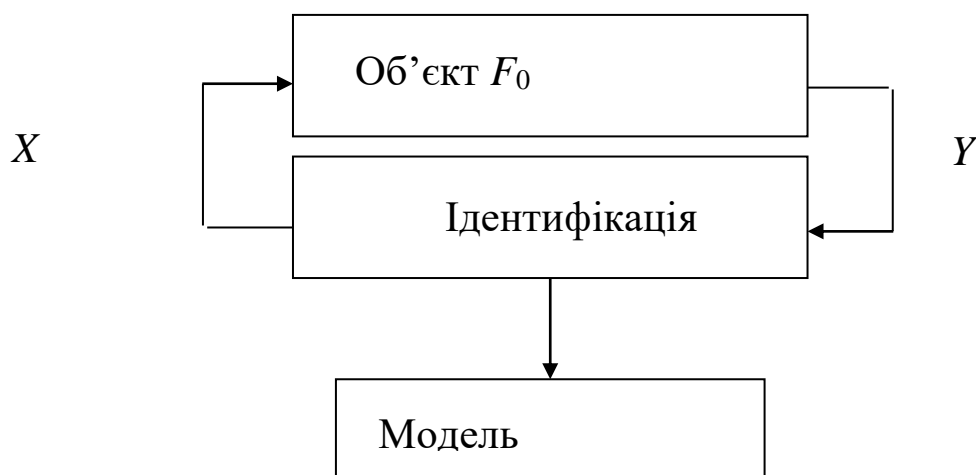 Об’єкт F₀
X
Y
Ідентифікація
Модель